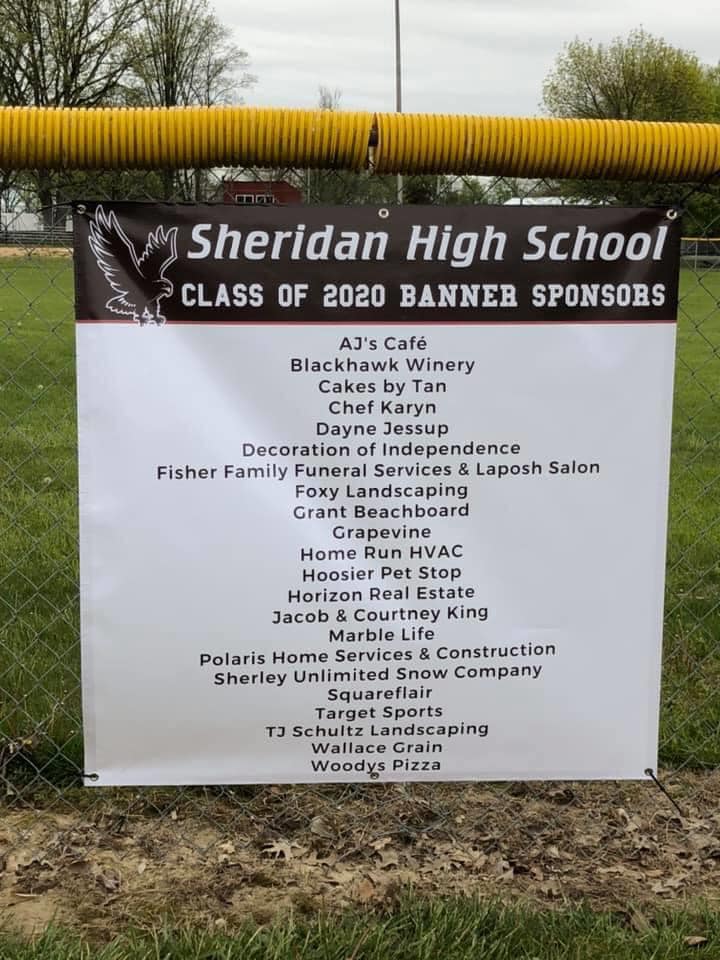 Sheridan High School
CLASS OF 2020 BANNER SPONSORS
AJ's Café
Blackhawk Winery
Cakes by Tan
Chef Karyn
Dayne Jessup
Decoration of Independence
Fisher Family Funeral Services & Laposh Salon
Foxy Landscaping
Grant Beachboard
Grapevine
Home Run HVAC
Hoosier Pet Stop
Horizon Real Estate
Jacob & Courtney King
Marble Life
Polaris Home Services & Construction
Sherley Unlimited Snow Company
Squareflair
Target Sports
TJ Schultz Landscaping
Wallace Grain
Woodys Pizza